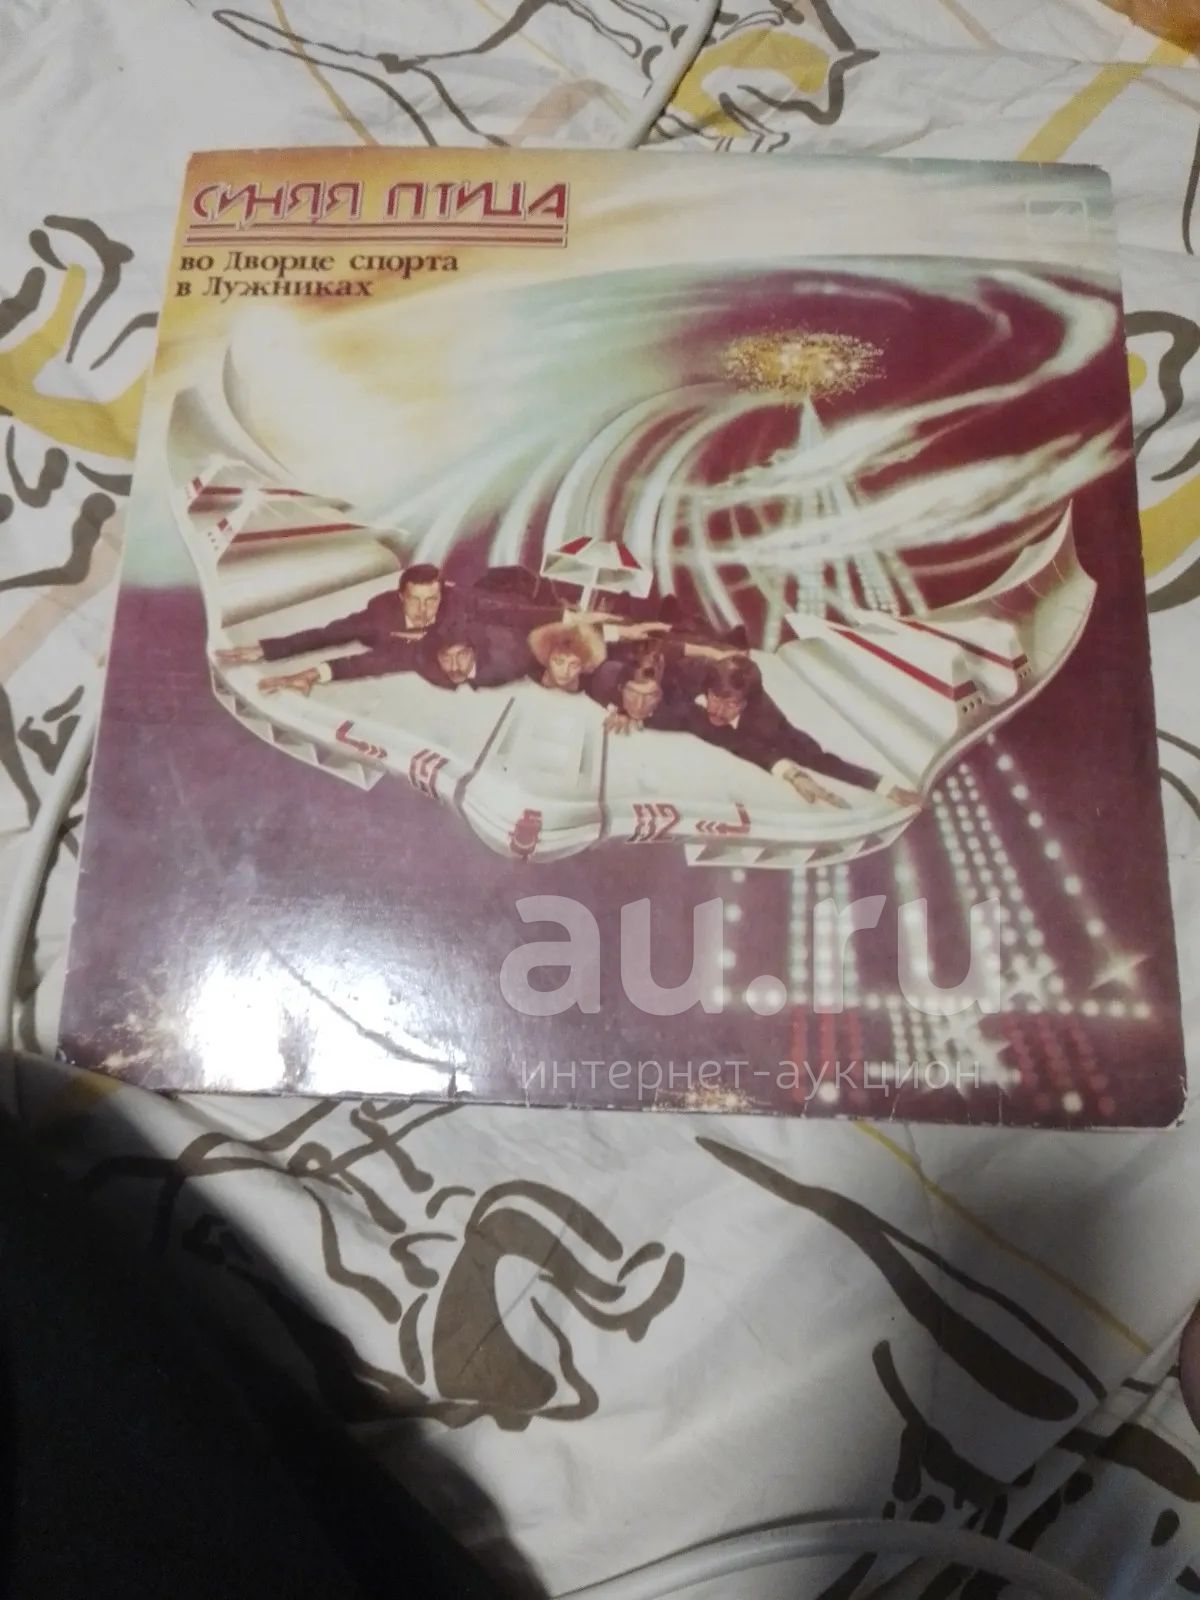 СИНЯЯ ПТИЦА
во Дворце спорта
в Лужниках
au.ru
интернет-аукцион